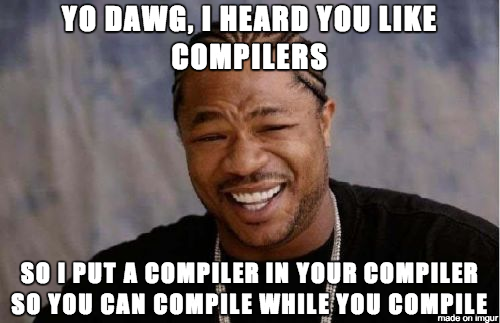 YO DAWG, I HEARD YOU LIKE
COMPILERS
SO I PUT A COMPILER IN YOUR COMPILER
SO YOU CAN COMPILE WHILE YOU COMPILE
made on imgur